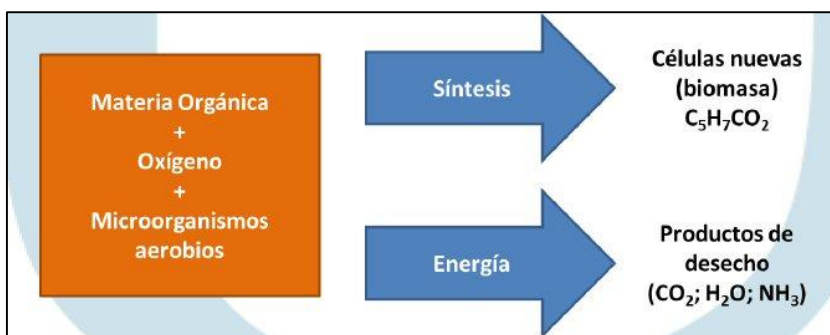 Materia Orgánica
+
Oxígeno
+
Microorganismos
aerobios
Síntesis
Células nuevas
(biomasa)
C₅H₇CO₂
Energía
Productos de
desecho
(CO₂; H₂O; NH₃)